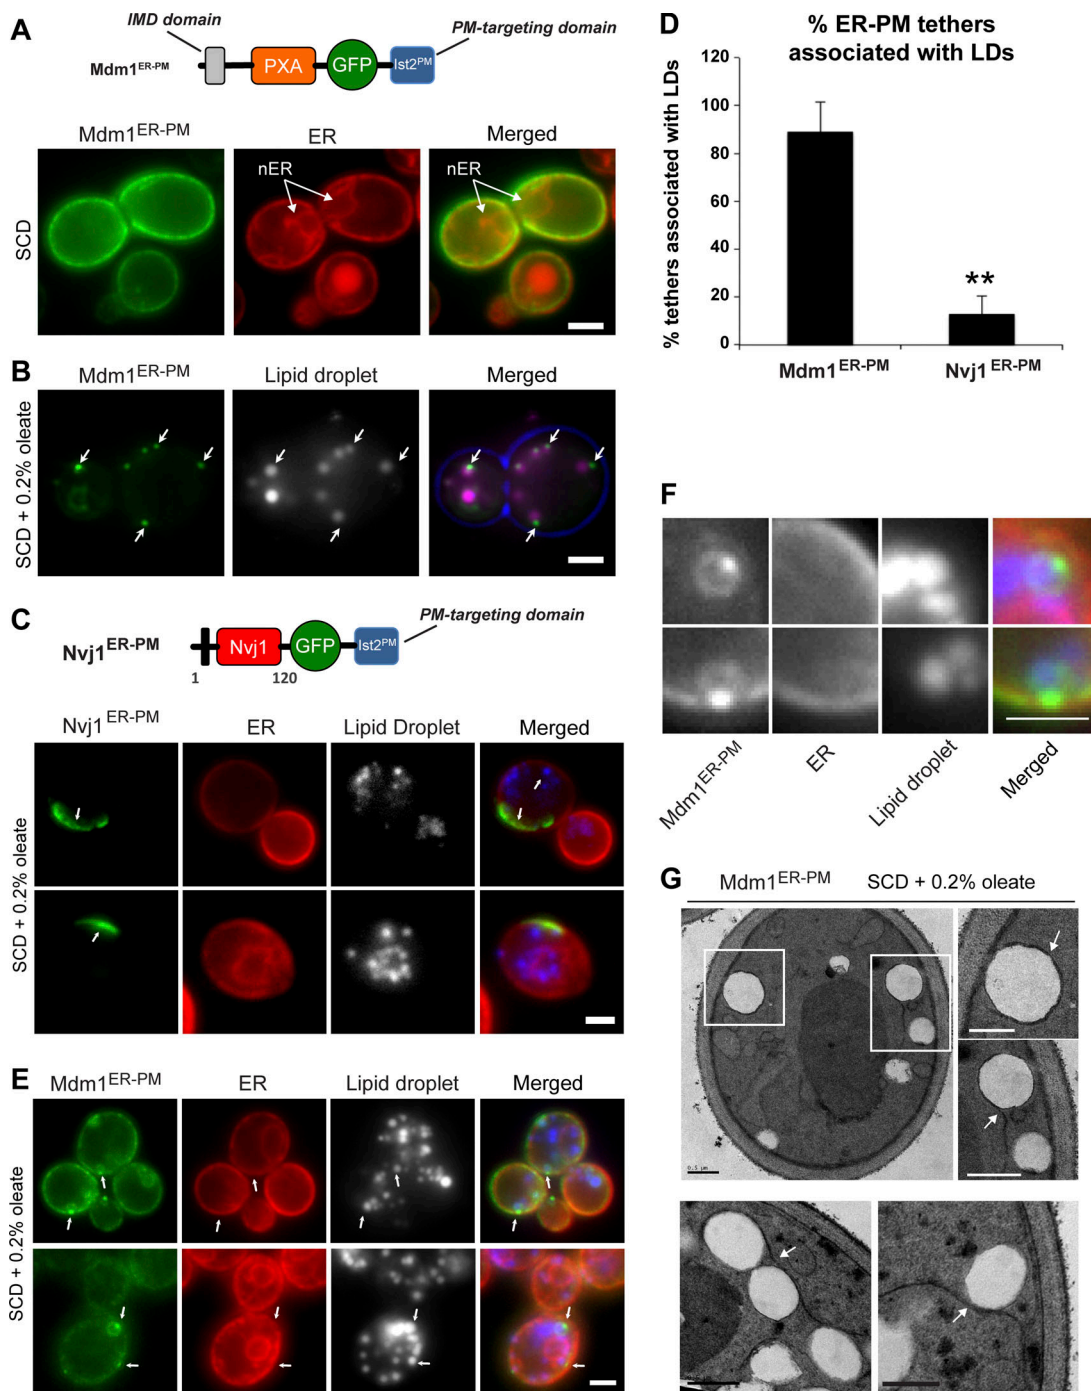 A
IMD domain
PM-targeting domain
Mdm1ER-PM
PXA
GFP
Ist2PM
Mdm1ER-PM
ER
Merged
SCD
nER
nER
B
Mdm1ER-PM
Lipid droplet
Merged
SCD + 0.2% oleate
C
PM-targeting domain
Nvj1ER-PM
Nvj1
GFP
Ist2PM
1
120
Nvj1ER-PM
ER
Lipid Droplet
Merged
SCD + 0.2% oleate
E
Mdm1ER-PM
ER
Lipid droplet
Merged
SCD + 0.2% oleate
D
% ER-PM tethers
associated with LDs
% tethers associated with LDs
120
100
80
60
40
20
0
**
Mdm1ER-PM
Nvj1ER-PM
F
Mdm1ER-PM
ER
Lipid droplet
Merged
G
Mdm1ER-PM
SCD + 0.2% oleate
0.5 µm